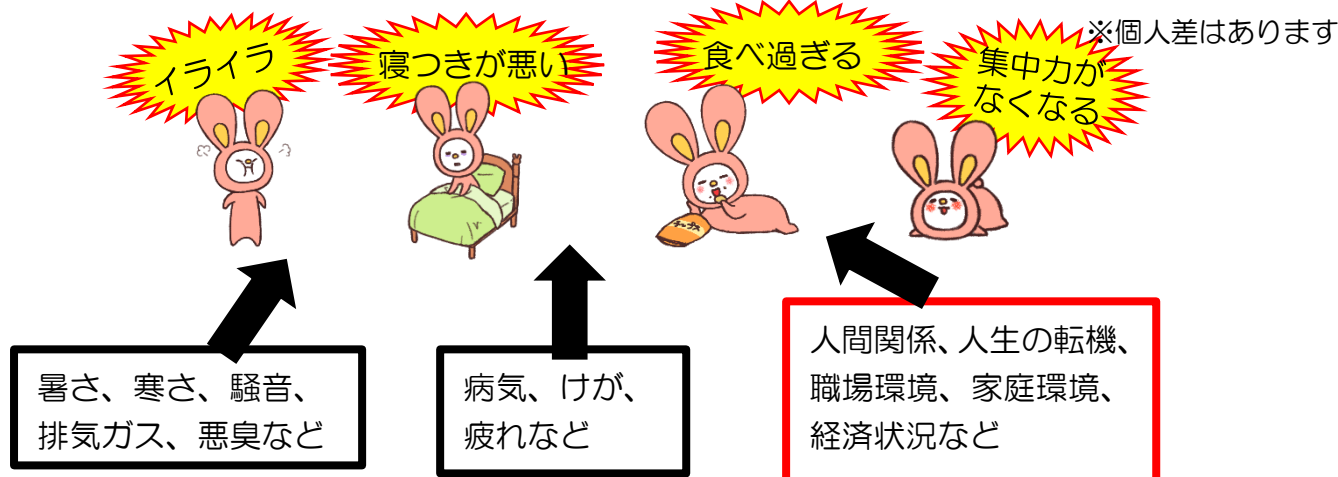 ※個人差はあります
イライラ
寝つきが悪い
食べ過ぎる
集中力が
なくなる
暑さ、寒さ、騒音、
排気ガス、悪臭など
病気、けが、
疲れなど
人間関係、人生の転機、
職場環境、家庭環境、
経済状況など